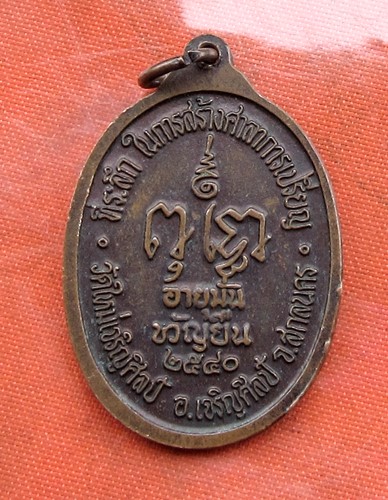 ที่ระลึก ในการสร้างศาลาการเปรียญ
อายุมั่น
ขวัญยืน
๒๕๔๐
วัดใหม่เจริญศิลป์ อ.เจริญศิลป์ จ.สกลนคร